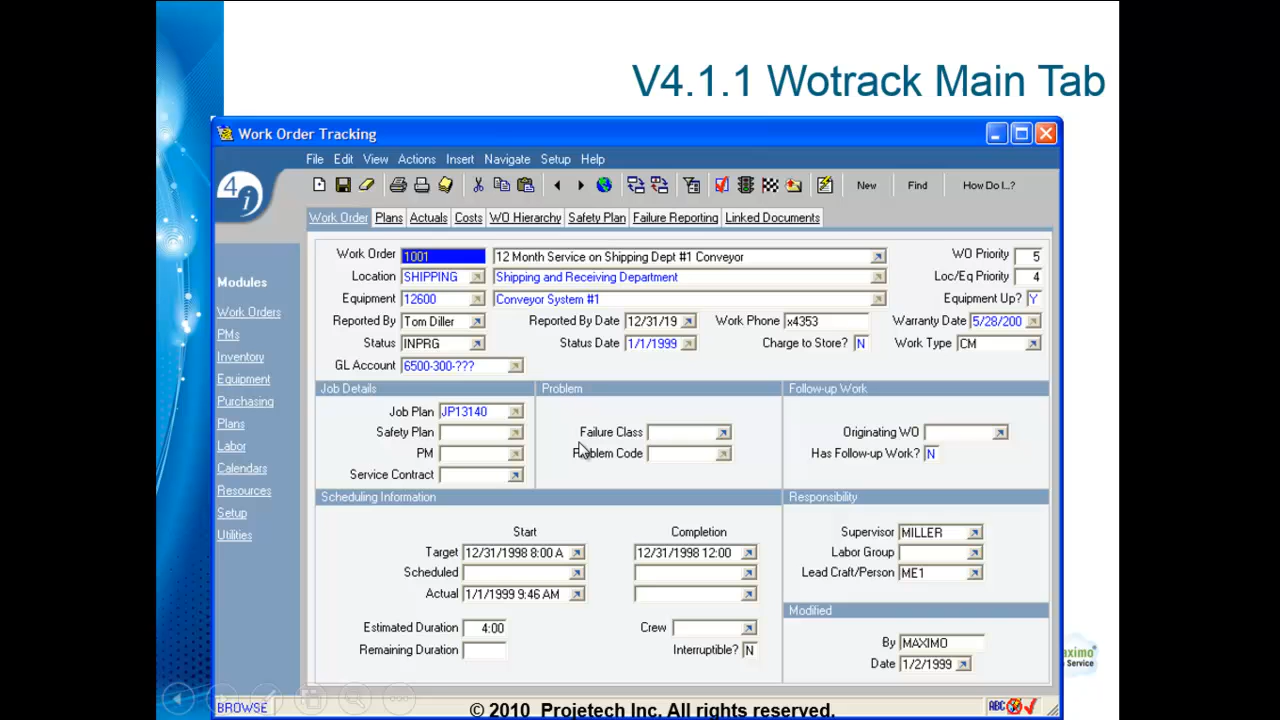 V4.1.1 Wotrack Main Tab
Work Order Tracking
4i
File Edit View Actions Insert Navigate Setup Help
New Find How Do I...?
Work Order Plans Actuals Costs WO Hierarchy Safety Plan Failure Reporting Linked Documents
Modules
Work Orders
PMs
Inventory
Equipment
Purchasing
Plans
Labor
Calendars
Resources
Setup
Utilities
Work Order 1001 12 Month Service on Shipping Dept #1 Conveyor WO Priority 5
Location SHIPPING Shipping and Receiving Department Loc/Eq Priority 4
Equipment 12600 Conveyor System #1 Equipment Up? Y
Reported By Tom Diller Reported By Date 12/31/19 Work Phone x4353 Warranty Date 5/28/200
Status INPRG Status Date 1/1/1999 Charge to Store? N Work Type CM
GL Account 6500-300-???
Job Details Problem Follow-up Work
Job Plan JP13140
Safety Plan Failure Class Originating WO
PM Problem Code Has Follow-up Work? N
Service Contract
Scheduling Information Responsibility
Start Completion Supervisor MILLER
Target 12/31/1998 8:00 A 12/31/1998 12:00 Labor Group
Scheduled Lead Craft/Person ME1
Actual 1/1/1999 9:46 AM
Modified
Estimated Duration 4:00 Crew By MAXIMO
Remaining Duration Interruptible? N Date 1/2/1999
aximo
Service
BROWSE ABC
© 2010 Projetech Inc. All rights reserved.